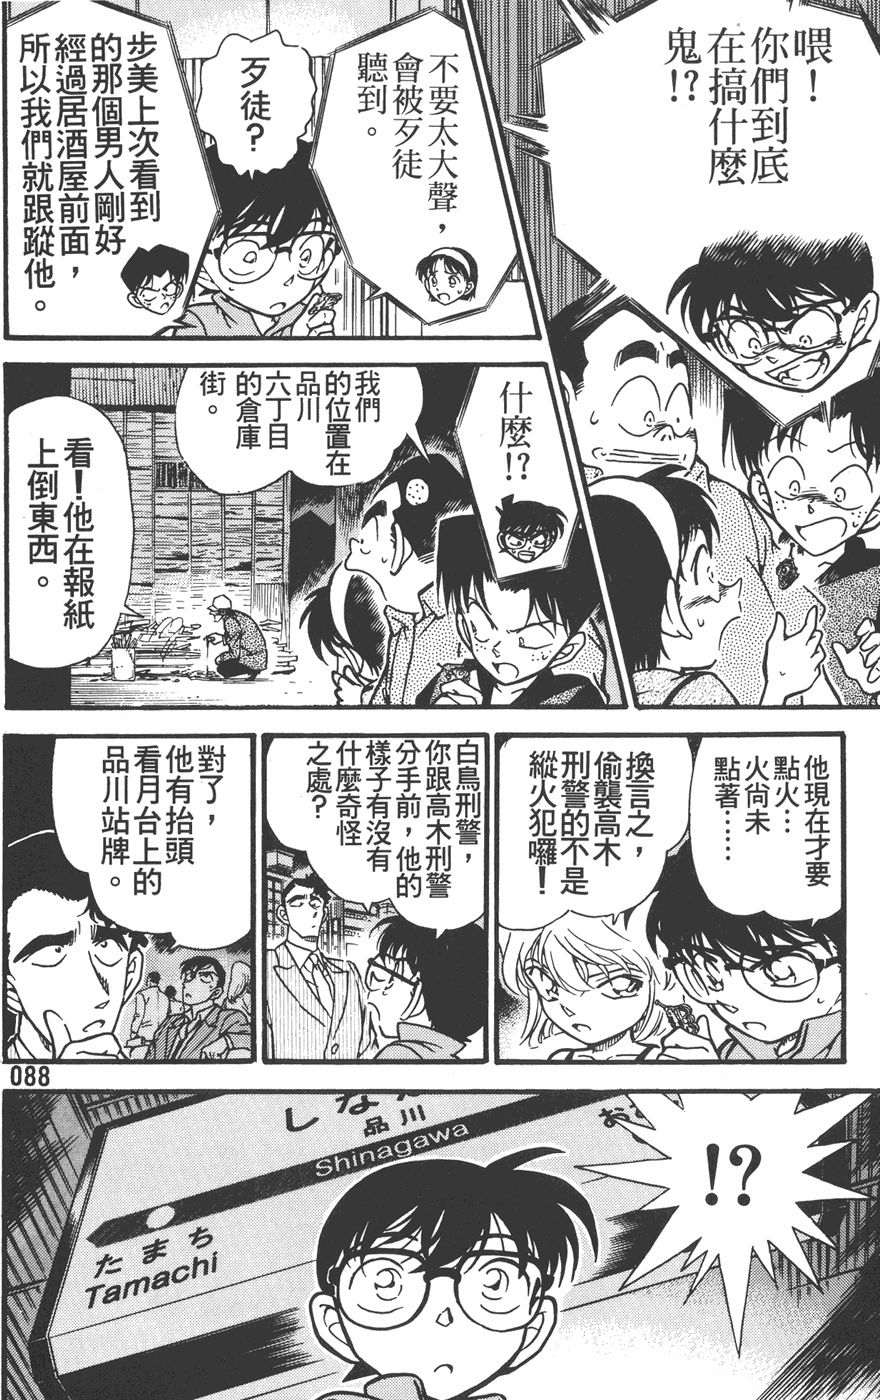 喂！
你們到底
在搞什麼
鬼！？
不要太大聲，
會被歹徒
聽到。
歹徒？
步美上次看到
的那個男人剛好
經過居酒屋前面，
所以我們就跟蹤他。
什麼！？
我們
的位置在
品川
六丁目
的倉庫
街。
看！他在報紙
上倒東西。
他現在才要
點火…
火尚未
點著……
換言之，
偷襲高木
刑警的不是
縱火犯囉！
白鳥刑警，
你跟高木刑警
分手前，他的
樣子有沒有
什麼奇怪
之處？
對了，
他有抬頭
看月台上的
品川站牌。
088
！？
しな
品川
Shinagawa
たまち
Tamachi
お